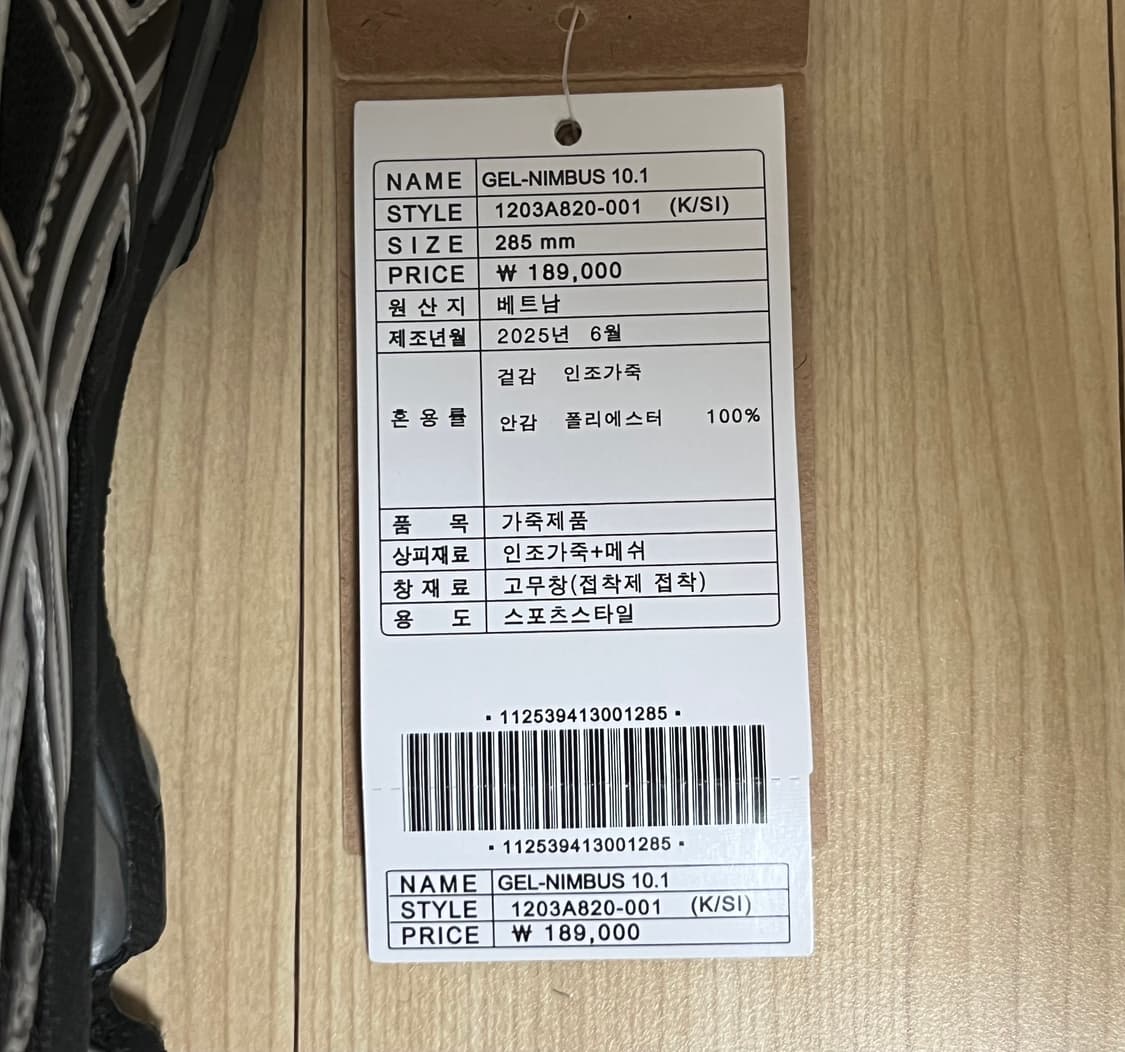 NAME GEL-NIMBUS 10.1
STYLE 1203A820-001 (K/SI)
SIZE 285 mm
PRICE ₩ 189,000
원산지 베트남
제조년월 2025년 6월
겉감 인조가죽
혼용률 안감 폴리에스터 100%
품목 가죽제품
상피재료 인조가죽+메쉬
창재료 고무창(접착제 접착)
용도 스포츠스타일
▪ 112539413001285 ▪
▪ 112539413001285 ▪
NAME GEL-NIMBUS 10.1
STYLE 1203A820-001 (K/SI)
PRICE ₩ 189,000